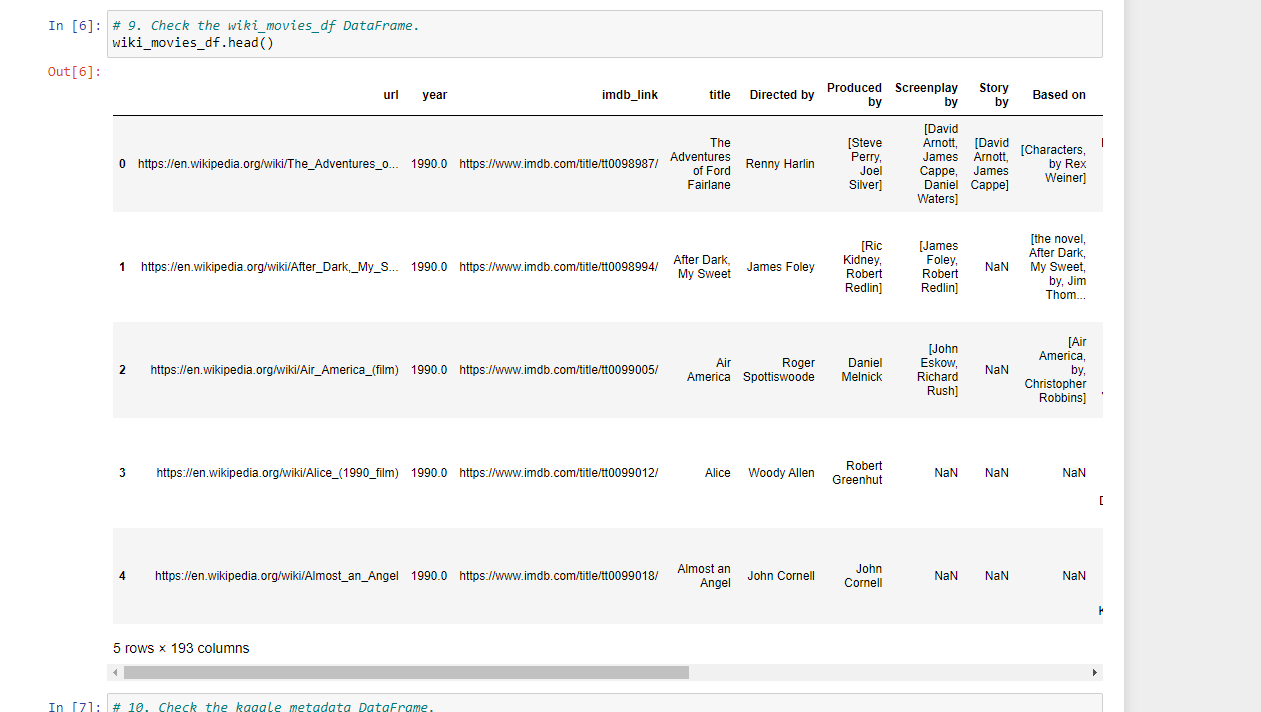 In [6]: # 9. Check the wiki_movies_df DataFrame.
wiki_movies_df.head()
Out[6]:
url year imdb_link title Directed by Produced by Screenplay by Story by Based on
0 https://en.wikipedia.org/wiki/The_Adventures_o... 1990.0 https://www.imdb.com/title/tt0098987/ The Adventures of Ford Fairlane Renny Harlin [Steve Perry, Joel Silver] [David Arnott, James Cappe, Daniel Waters] [David Arnott, James Cappe] [Characters, by Rex Weiner]
1 https://en.wikipedia.org/wiki/After_Dark,_My_S... 1990.0 https://www.imdb.com/title/tt0098994/ After Dark, My Sweet James Foley [Ric Kidney, Robert Redlin] [James Foley, Robert Redlin] NaN [the novel, After Dark, My Sweet, by, Jim Thom...
2 https://en.wikipedia.org/wiki/Air_America_(film) 1990.0 https://www.imdb.com/title/tt0099005/ Air America Roger Spottiswoode Daniel Melnick [John Eskow, Richard Rush] NaN [Air America, by, Christopher Robbins]
3 https://en.wikipedia.org/wiki/Alice_(1990_film) 1990.0 https://www.imdb.com/title/tt0099012/ Alice Woody Allen Robert Greenhut NaN NaN NaN
4 https://en.wikipedia.org/wiki/Almost_an_Angel 1990.0 https://www.imdb.com/title/tt0099018/ Almost an Angel John Cornell John Cornell NaN NaN NaN
5 rows × 193 columns
In [7]: # 10. Check the kaggle_metadata DataFrame.